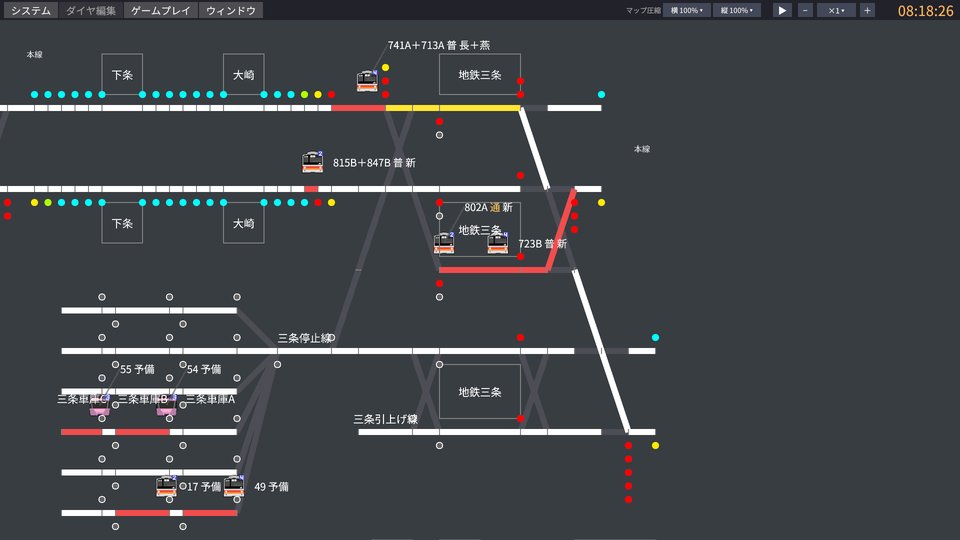 システム ダイヤ編集 ゲームプレイ ウィンドウ マップ圧縮 横 100% 縦 100% ×1 08:18:26
741A＋713A 普 長＋燕
本線
下条 大崎 地鉄三条
本線
815B＋847B 普 新
802A 通 新
下条 大崎 地鉄三条
723B 普 新
三条停止線
55 予備 54 予備
地鉄三条
三条車庫C 三条車庫B 三条車庫A
三条引上げ線
17 予備 49 予備